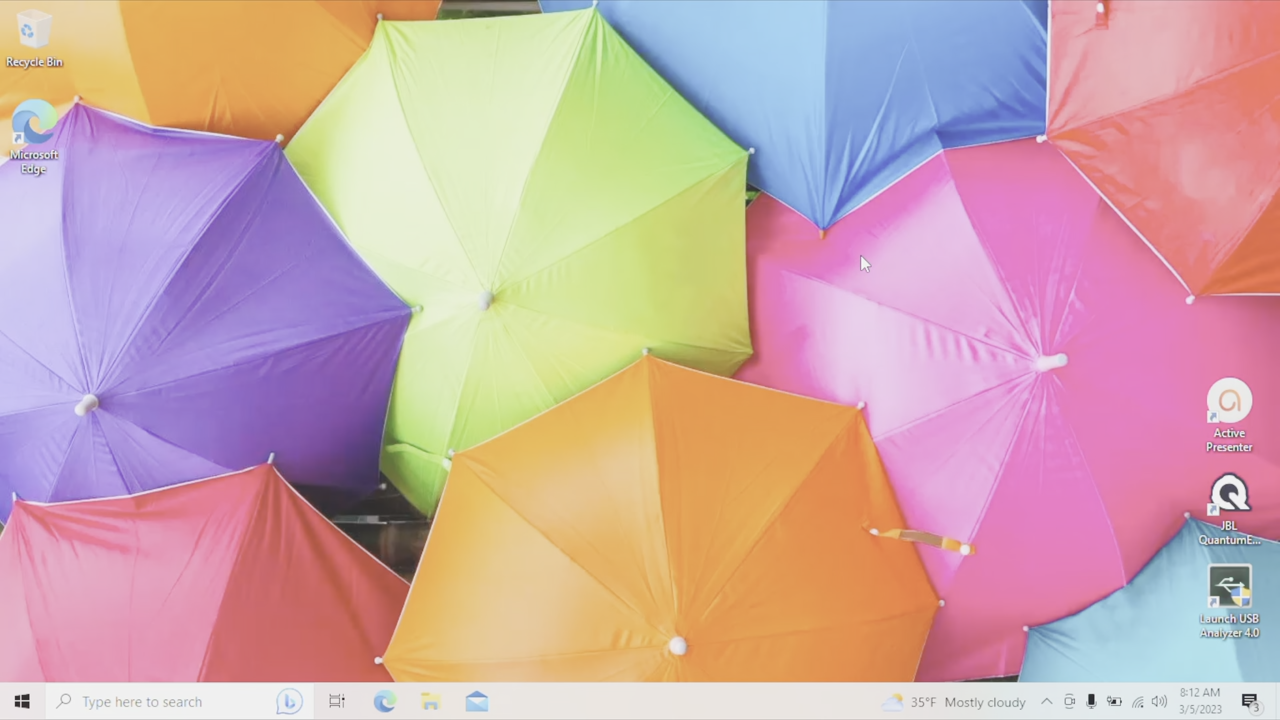 Recycle Bin
Microsoft
Edge
Active
Presenter
JBL
QuantumE...
Launch USB
Analyzer 4.0
Type here to search
35°F Mostly cloudy
8:12 AM
3/5/2023
3